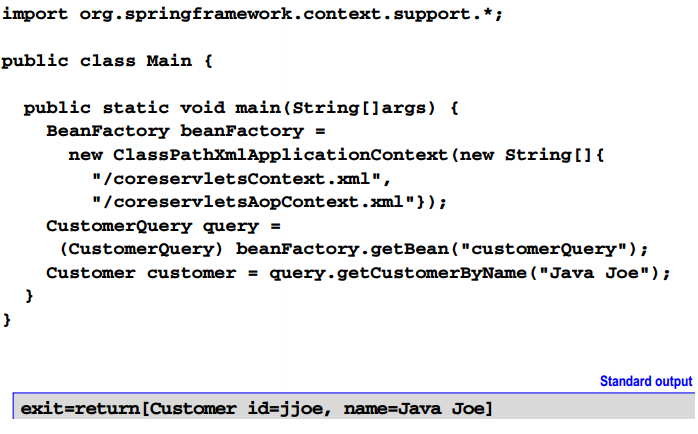 import org.springframework.context.support.*;
public class Main {
public static void main(String[]args) {
BeanFactory beanFactory =
new ClassPathXmlApplicationContext(new String[]{
"/coreservletsContext.xml",
"/coreservletsAopContext.xml"});
CustomerQuery query =
(CustomerQuery) beanFactory.getBean("customerQuery");
Customer customer = query.getCustomerByName("Java Joe");
}
}
Standard output
exit=return[Customer id=jjoe, name=Java Joe]